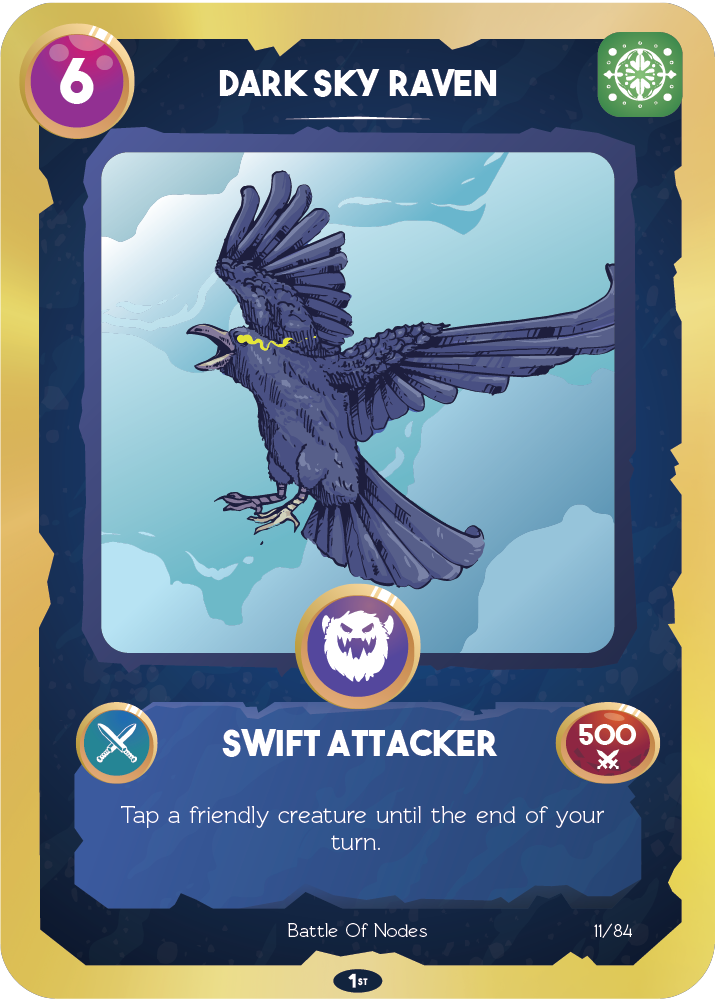 6
DARK SKY RAVEN
SWIFT ATTACKER
500
Tap a friendly creature until the end of your
turn.
Battle Of Nodes
11/84
1ST